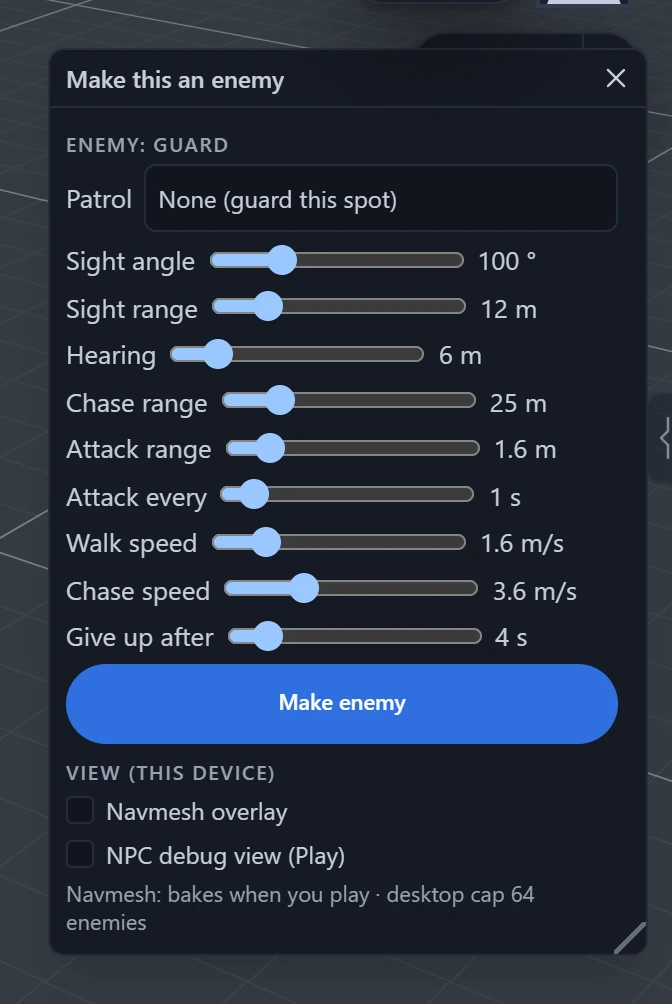 Make this an enemy
ENEMY: GUARD
Patrol None (guard this spot)
Sight angle 100 °
Sight range 12 m
Hearing 6 m
Chase range 25 m
Attack range 1.6 m
Attack every 1 s
Walk speed 1.6 m/s
Chase speed 3.6 m/s
Give up after 4 s
Make enemy
VIEW (THIS DEVICE)
Navmesh overlay
NPC debug view (Play)
Navmesh: bakes when you play · desktop cap 64
enemies